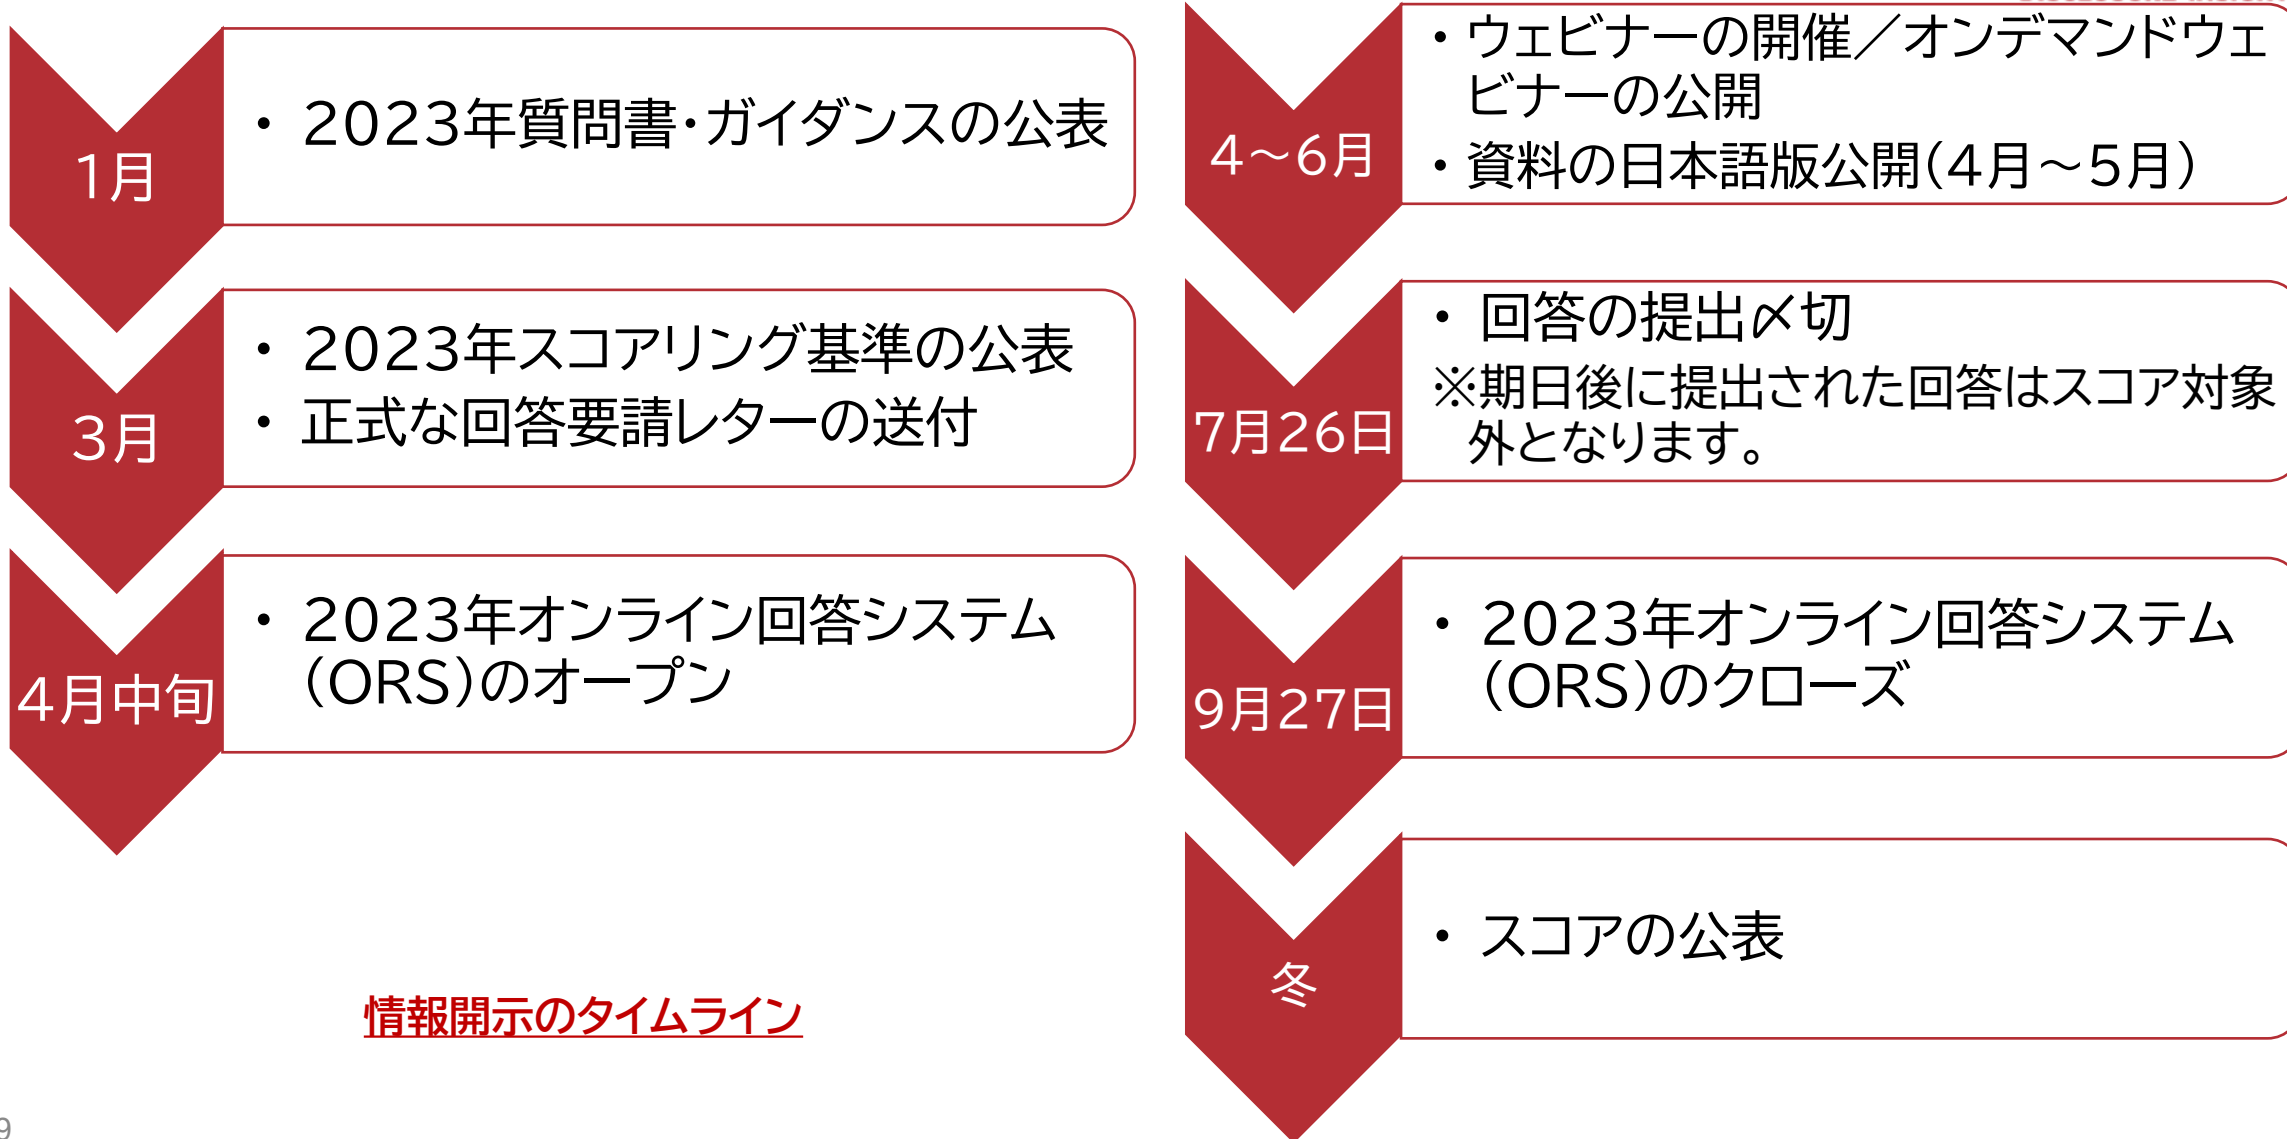 1月
• 2023年質問書・ガイダンスの公表
3月
• 2023年スコアリング基準の公表
• 正式な回答要請レターの送付
4月中旬
• 2023年オンライン回答システム
(ORS)のオープン
情報開示のタイムライン
4～6月
• ウェビナーの開催／オンデマンドウェ
ビナーの公開
• 資料の日本語版公開(4月～5月)
7月26日
• 回答の提出〆切
※期日後に提出された回答はスコア対象
外となります。
9月27日
• 2023年オンライン回答システム
(ORS)のクローズ
冬
• スコアの公表
9